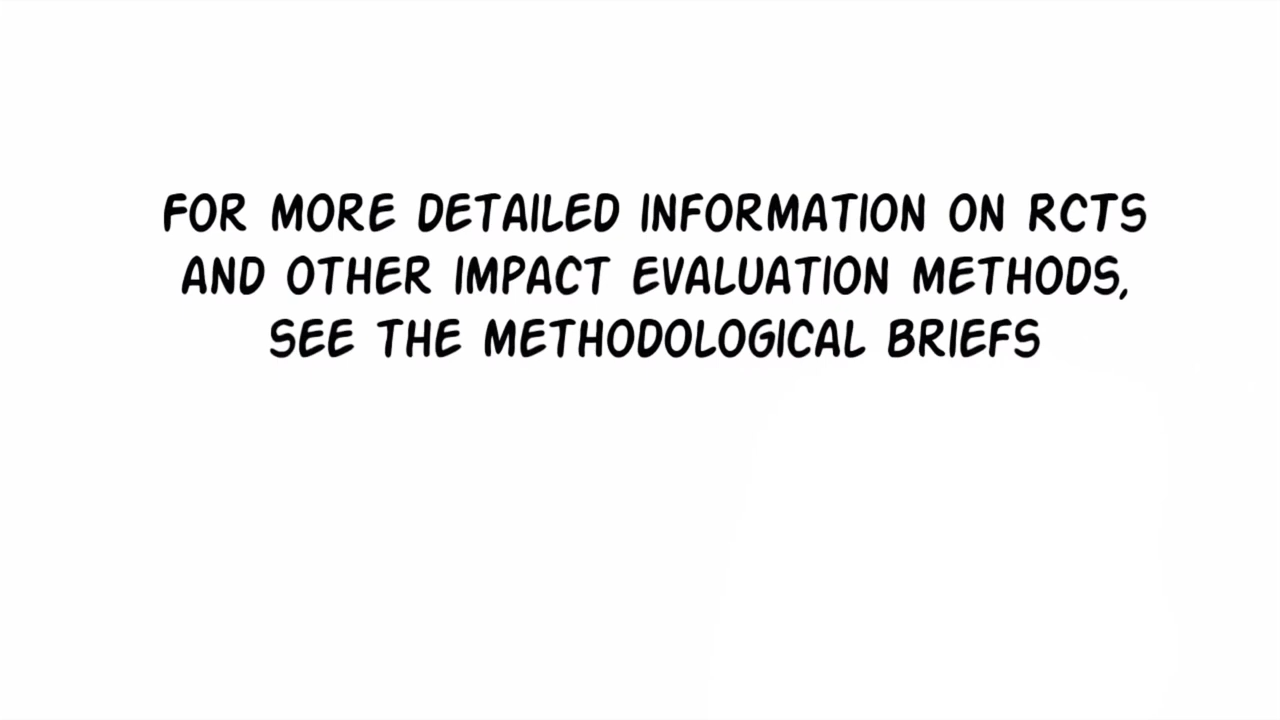 FOR MORE DETAILED INFORMATION ON RCTS
AND OTHER IMPACT EVALUATION METHODS,
SEE THE METHODOLOGICAL BRIEFS